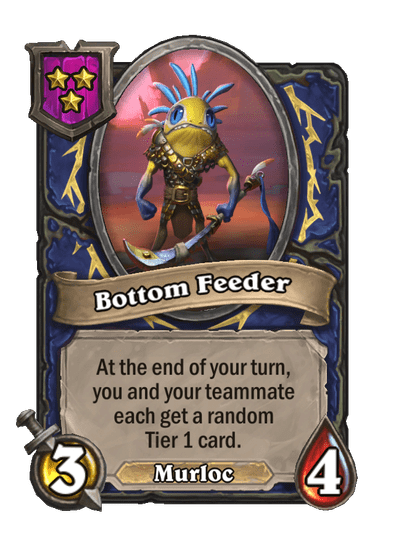 Bottom Feeder
At the end of your turn,
you and your teammate
each get a random
Tier 1 card.
3
Murloc
4